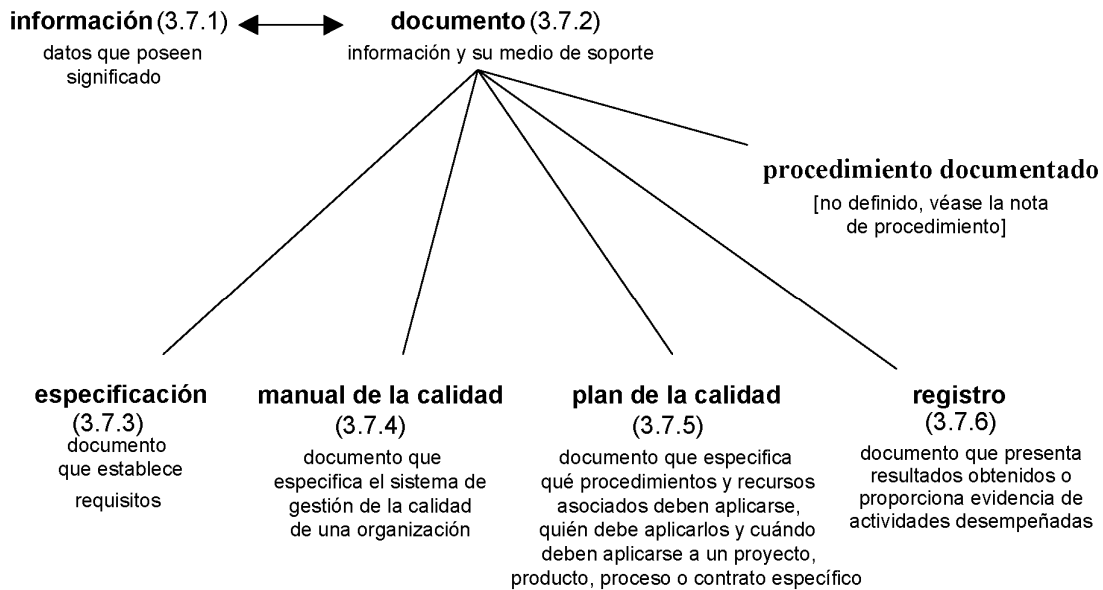 información (3.7.1)
datos que poseen
significado
documento (3.7.2)
información y su medio de soporte
procedimiento documentado
[no definido, véase la nota
de procedimiento]
especificación
(3.7.3)
documento
que establece
requisitos
manual de la calidad
(3.7.4)
documento que
especifica el sistema de
gestión de la calidad
de una organización
plan de la calidad
(3.7.5)
documento que especifica
qué procedimientos y recursos
asociados deben aplicarse,
quién debe aplicarlos y cuándo
deben aplicarse a un proyecto,
producto, proceso o contrato específico
registro
(3.7.6)
documento que presenta
resultados obtenidos o
proporciona evidencia de
actividades desempeñadas